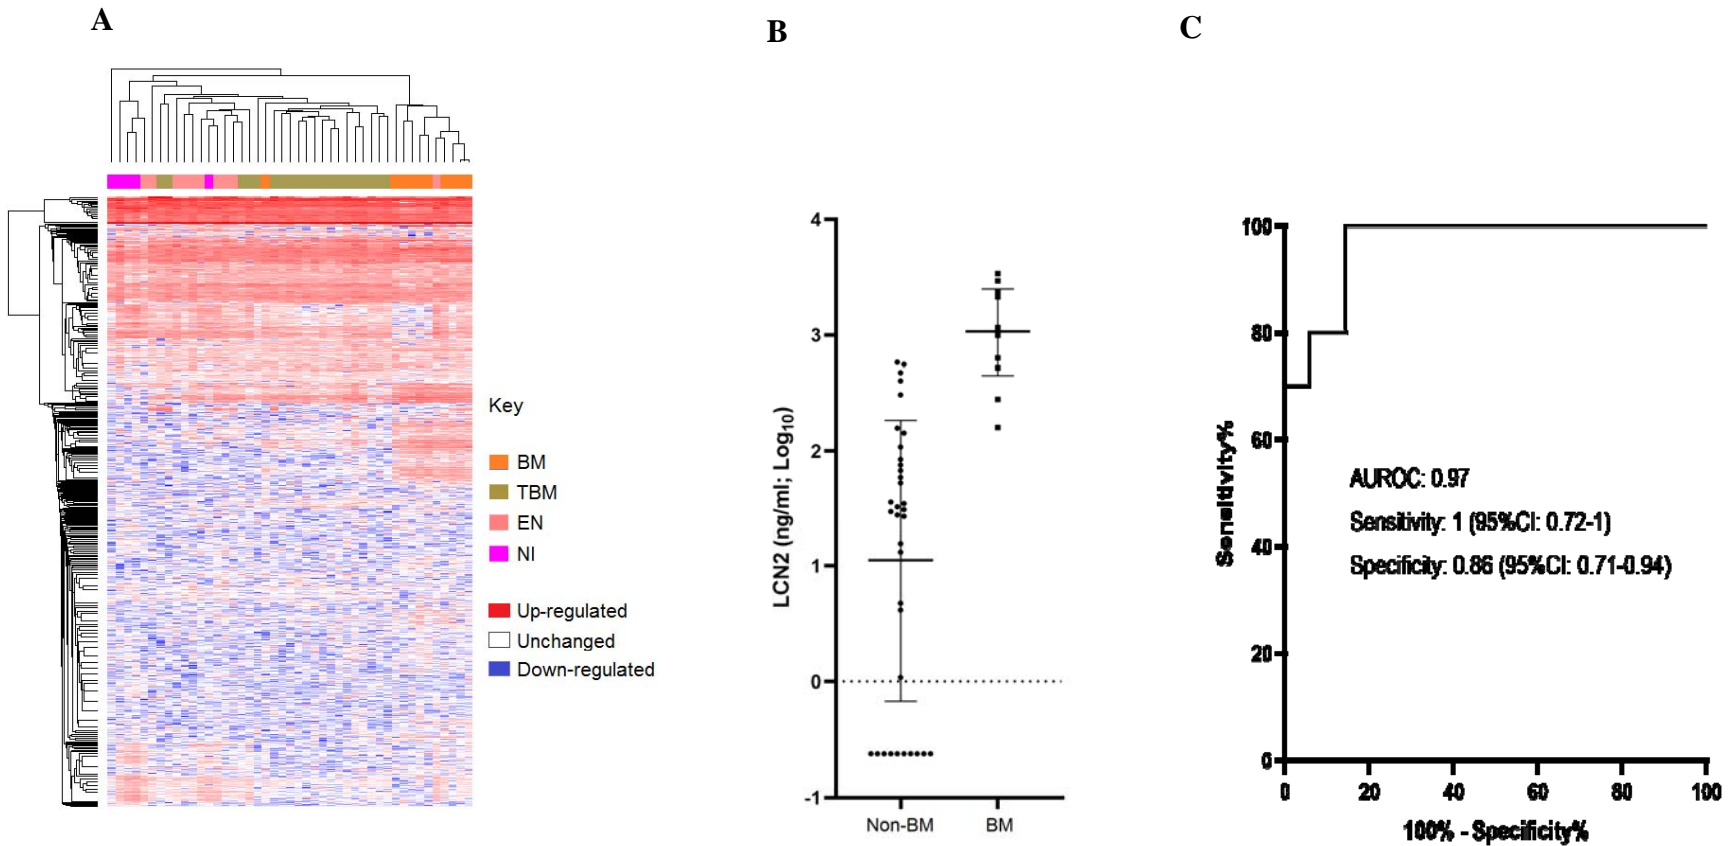 A
B
C
Key
BM
TBM
EN
NI
Up-regulated
Unchanged
Down-regulated
LCN2 (ng/ml; Log10)
4
3
2
1
0
-1
Non-BM
BM
Sensitivity%
100
80
60
40
20
0
AUROC: 0.97
Sensitivity: 1 (95%CI: 0.72-1)
Specificity: 0.86 (95%CI: 0.71-0.94)
0 20 40 60 80 100
100% - Specificity%